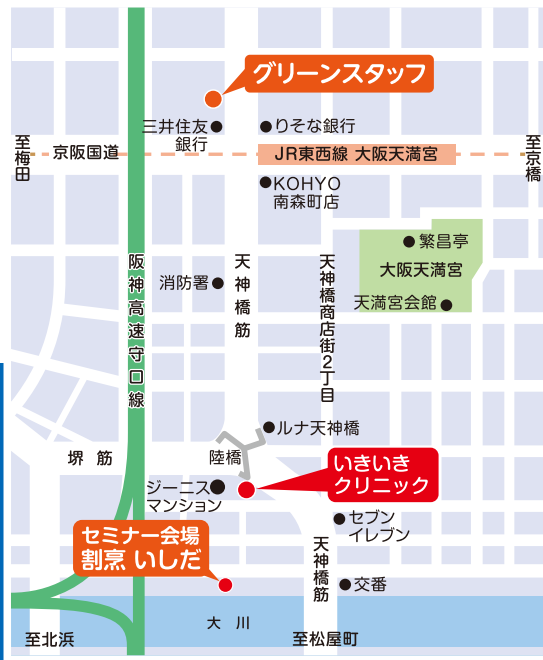 グリーンスタッフ
三井住友
銀行
りそな銀行
至梅田
京阪国道
JR東西線 大阪天満宮
至京橋
KOHYO
南森町店
繁昌亭
大阪天満宮
天満宮会館
阪神高速守口線
消防署
天神橋筋
天神橋商店街2丁目
ルナ天神橋
堺筋
陸橋
いきいき
クリニック
ジーニス
マンション
セブン
イレブン
セミナー会場
割烹 いしだ
天神橋筋
交番
大川
至北浜
至松屋町